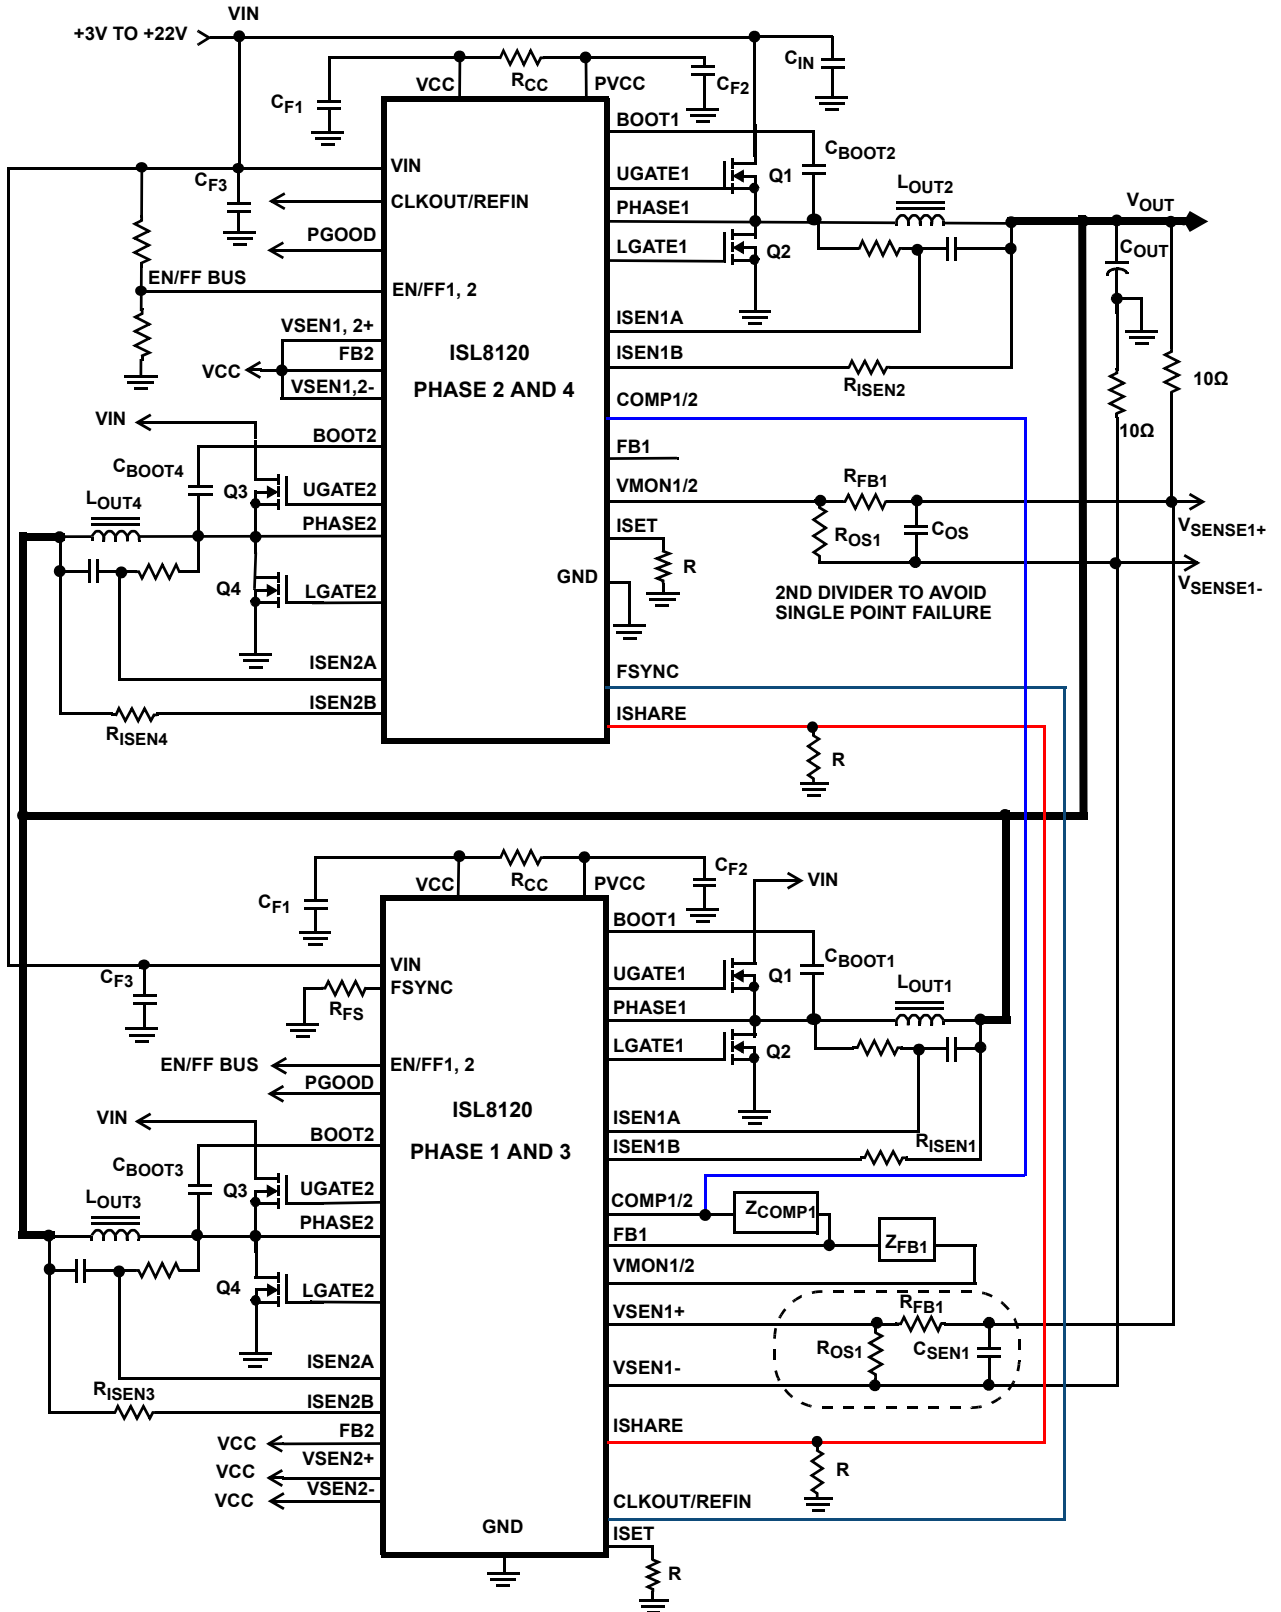 VIN
+3V TO +22V
CIN
VCC
RCC
PVCC
CF2
CF1
BOOT1
CBOOT2
VIN
CF3
UGATE1
Q1
LOUT2
CLKOUT/REFIN
PHASE1
VOUT
PGOOD
LGATE1
Q2
COUT
EN/FF BUS
EN/FF1, 2
ISEN1A
VSEN1, 2+
FB2
ISL8120
ISEN1B
VCC
VSEN1,2-
PHASE 2 AND 4
RISEN2
10Ω
COMP1/2
VIN
10Ω
BOOT2
FB1
CBOOT4
RFB1
Q3
UGATE2
VMON1/2
LOUT4
PHASE2
ISET
ROS1
COS
VSENSE1+
R
GND
Q4
LGATE2
VSENSE1-
2ND DIVIDER TO AVOID
SINGLE POINT FAILURE
ISEN2A
FSYNC
ISEN2B
ISHARE
RISEN4
R
VCC
RCC
PVCC
CF2
VIN
CF1
BOOT1
VIN
CBOOT1
CF3
FSYNC
UGATE1
Q1
LOUT1
RFS
PHASE1
LGATE1
Q2
EN/FF BUS
EN/FF1, 2
PGOOD
ISL8120
VIN
ISEN1A
BOOT2
PHASE 1 AND 3
ISEN1B
RISEN1
CBOOT3
Q3
UGATE2
COMP1/2
ZCOMP1
LOUT3
PHASE2
FB1
ZFB1
VMON1/2
Q4
LGATE2
VSEN1+
RFB1
ROS1
CSEN1
ISEN2A
VSEN1-
RISEN3
ISEN2B
FB2
ISHARE
VCC
VSEN2+
VCC
R
VSEN2-
VCC
CLKOUT/REFIN
GND
ISET
R